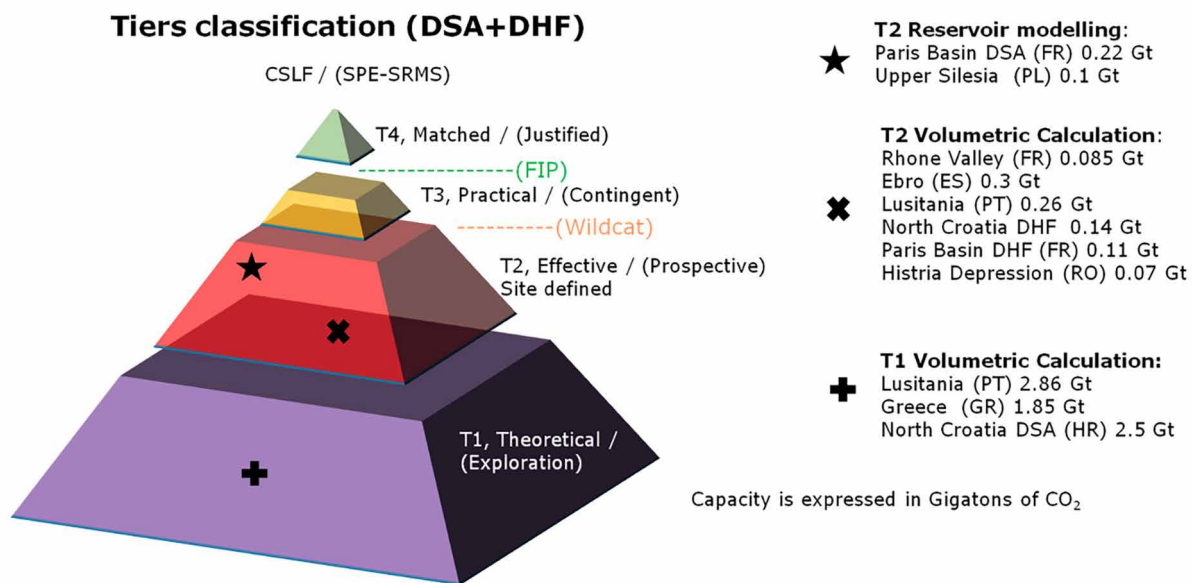 Tiers classification (DSA+DHF)
CSLF / (SPE-SRMS)
T4, Matched / (Justified)
(FIP)
T3, Practical / (Contingent)
(Wildcat)
T2, Effective / (Prospective)
Site defined
T1, Theoretical /
(Exploration)
T2 Reservoir modelling:
Paris Basin DSA (FR) 0.22 Gt
Upper Silesia (PL) 0.1 Gt
T2 Volumetric Calculation:
Rhone Valley (FR) 0.085 Gt
Ebro (ES) 0.3 Gt
Lusitania (PT) 0.26 Gt
North Croatia DHF 0.14 Gt
Paris Basin DHF (FR) 0.11 Gt
Histria Depression (RO) 0.07 Gt
T1 Volumetric Calculation:
Lusitania (PT) 2.86 Gt
Greece (GR) 1.85 Gt
North Croatia DSA (HR) 2.5 Gt
Capacity is expressed in Gigatons of CO₂